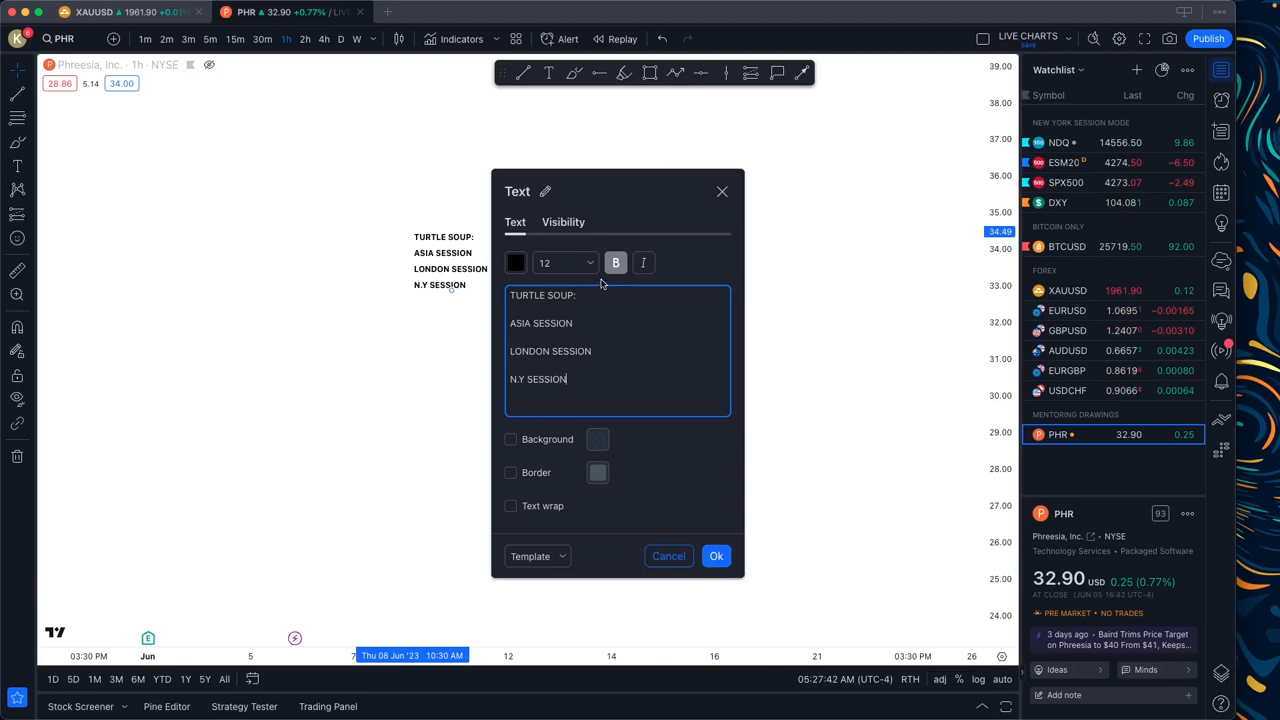 XAUUSD ▲ 1961.90 +0.01%
PHR ▲ 32.90 +0.77% / LIVE
K 6 PHR 1m 2m 3m 5m 15m 30m 1h 2h 4h D W Indicators Alert Replay LIVE CHARTS Save Publish
Phreesia, Inc. · 1h · NYSE
28.86 5.14 34.00
TURTLE SOUP:
ASIA SESSION
LONDON SESSION
N.Y SESSION
Text
Text Visibility
12 B I
TURTLE SOUP:
ASIA SESSION
LONDON SESSION
N.Y SESSION
Background
Border
Text wrap
Template Cancel Ok
39.00
38.00
37.00
36.00
35.00
34.49
34.00
33.00
32.00
31.00
30.00
29.00
28.00
27.00
26.00
25.00
24.00
03:30 PM Jun 5 7 Thu 08 Jun '23 10:30 AM 12 14 16 21 03:30 PM 26
1D 5D 1M 3M 6M YTD 1Y 5Y All 05:27:42 AM (UTC-4) RTH adj % log auto
Stock Screener Pine Editor Strategy Tester Trading Panel
Watchlist
Symbol Last Chg
NEW YORK SESSION MODE
NDQ 14556.50 9.86
ESM20 D 4274.50 −6.50
SPX500 4273.07 −2.49
DXY 104.081 0.087
BITCOIN ONLY
BTCUSD 25719.50 92.00
FOREX
XAUUSD 1961.90 0.12
EURUSD 1.0695¹ −0.00165
GBPUSD 1.2407⁰ −0.00310
AUDUSD 0.6657³ 0.00423
EURGBP 0.8619⁴ 0.00080
USDCHF 0.9066⁴ 0.00064
MENTORING DRAWINGS
PHR 32.90 0.25
PHR 93
Phreesia, Inc. · NYSE
Technology Services · Packaged Software
32.90 USD 0.25 (0.77%)
AT CLOSE (JUN 05 16:42 UTC-4)
PRE MARKET · NO TRADES
3 days ago · Baird Trims Price Target
on Phreesia to $40 From $41, Keeps...
Ideas Minds
Add note